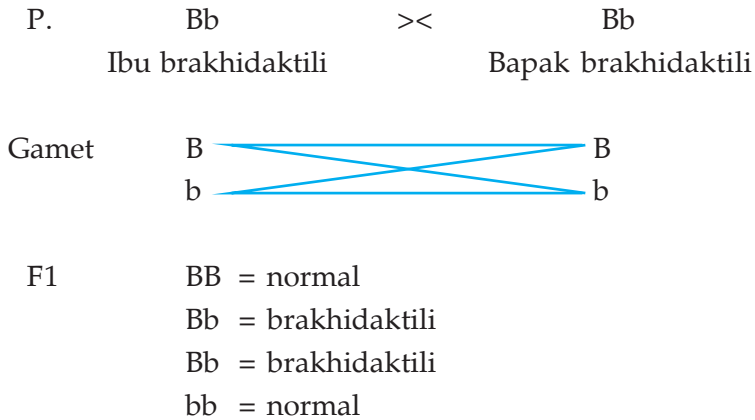 P. Bb >< Bb
Ibu brakhidaktili Bapak brakhidaktili
Gamet B B
b b
F1 BB = normal
Bb = brakhidaktili
Bb = brakhidaktili
bb = normal